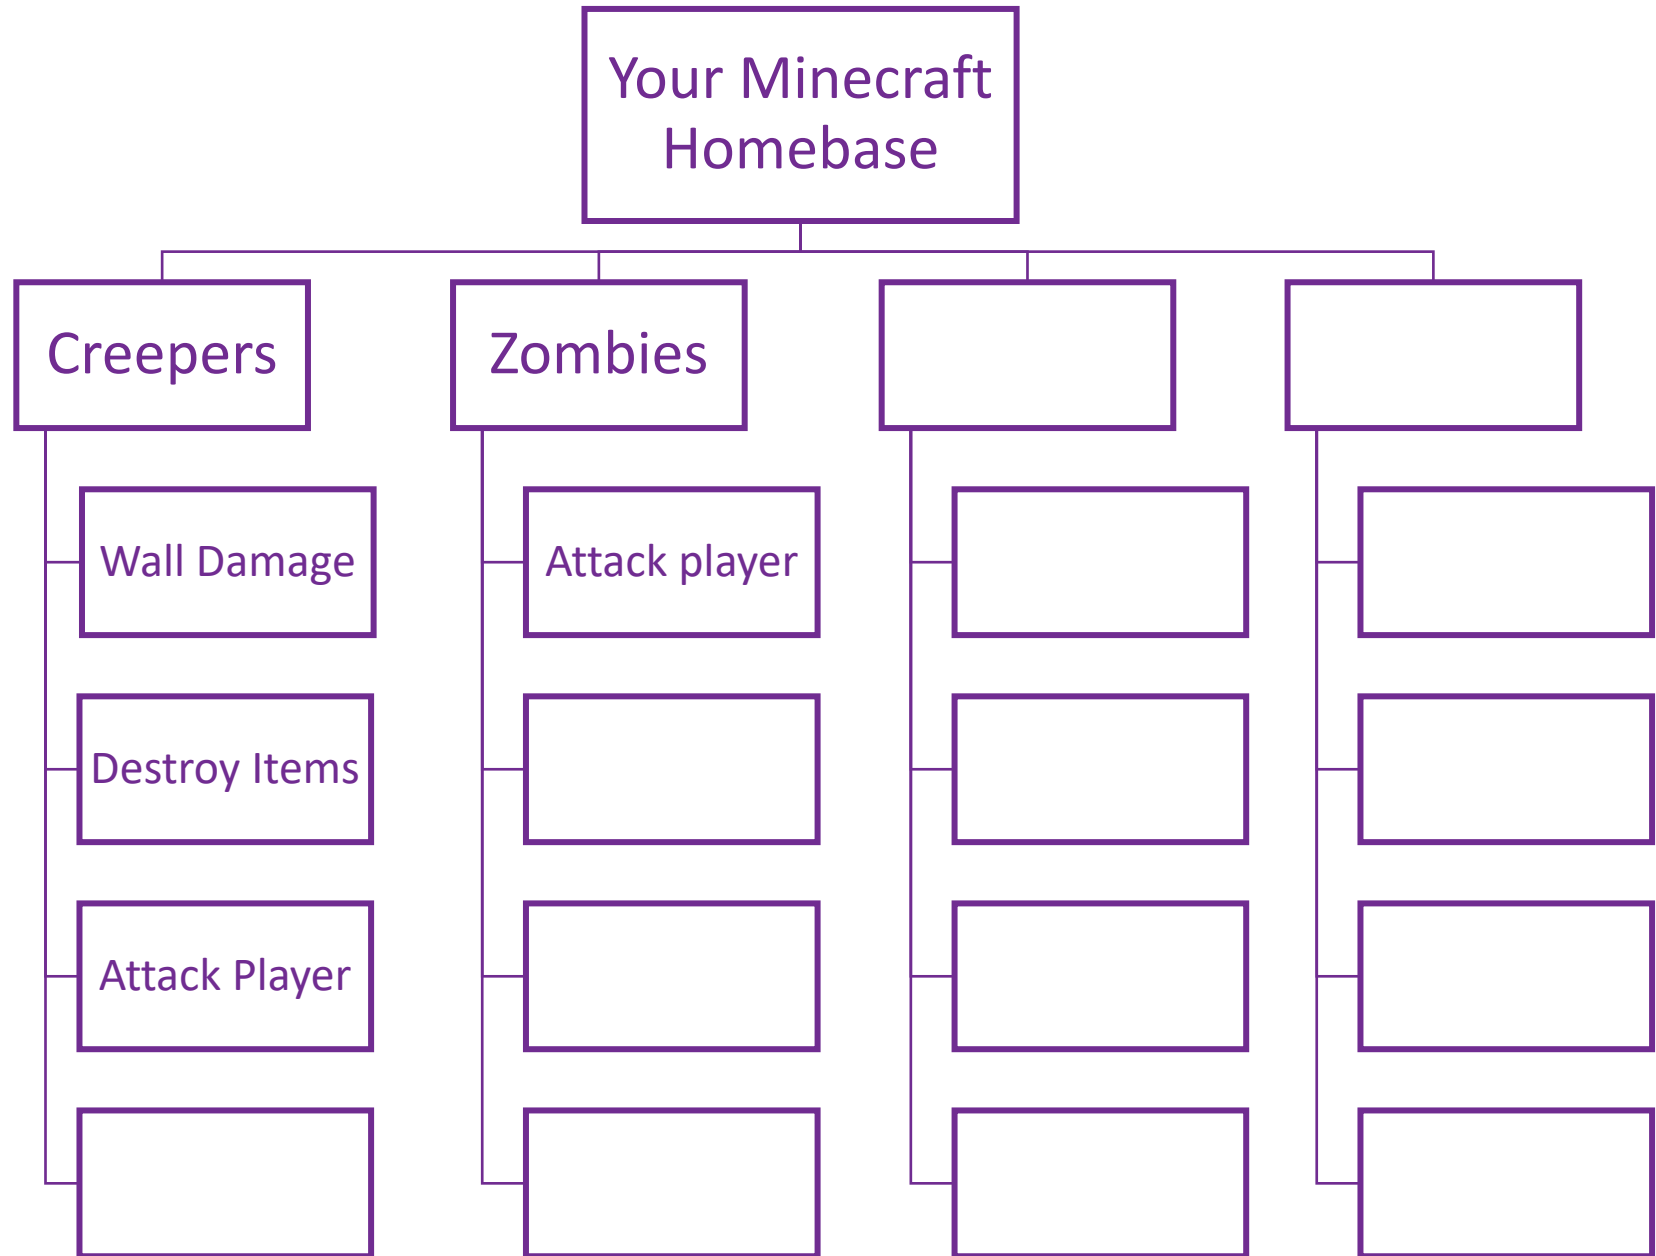 Your Minecraft
Homebase
Creepers
Zombies
Wall Damage
Attack player
Destroy Items
Attack Player